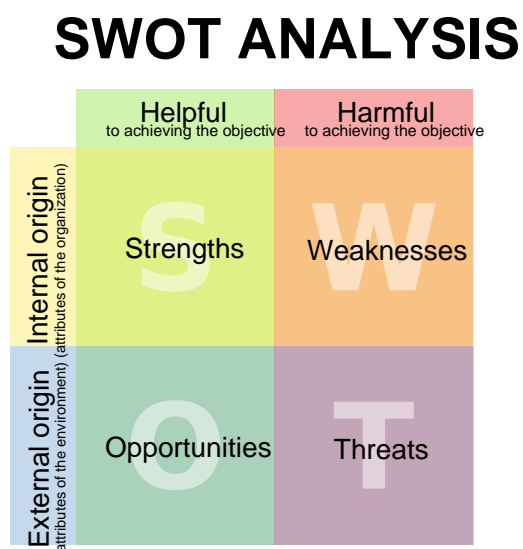 SWOT ANALYSIS
Helpful
to achieving the objective
Harmful
to achieving the objective
Internal origin
(attributes of the organization)
S
Strengths
W
Weaknesses
External origin
attributes of the environment)
O
Opportunities
T
Threats